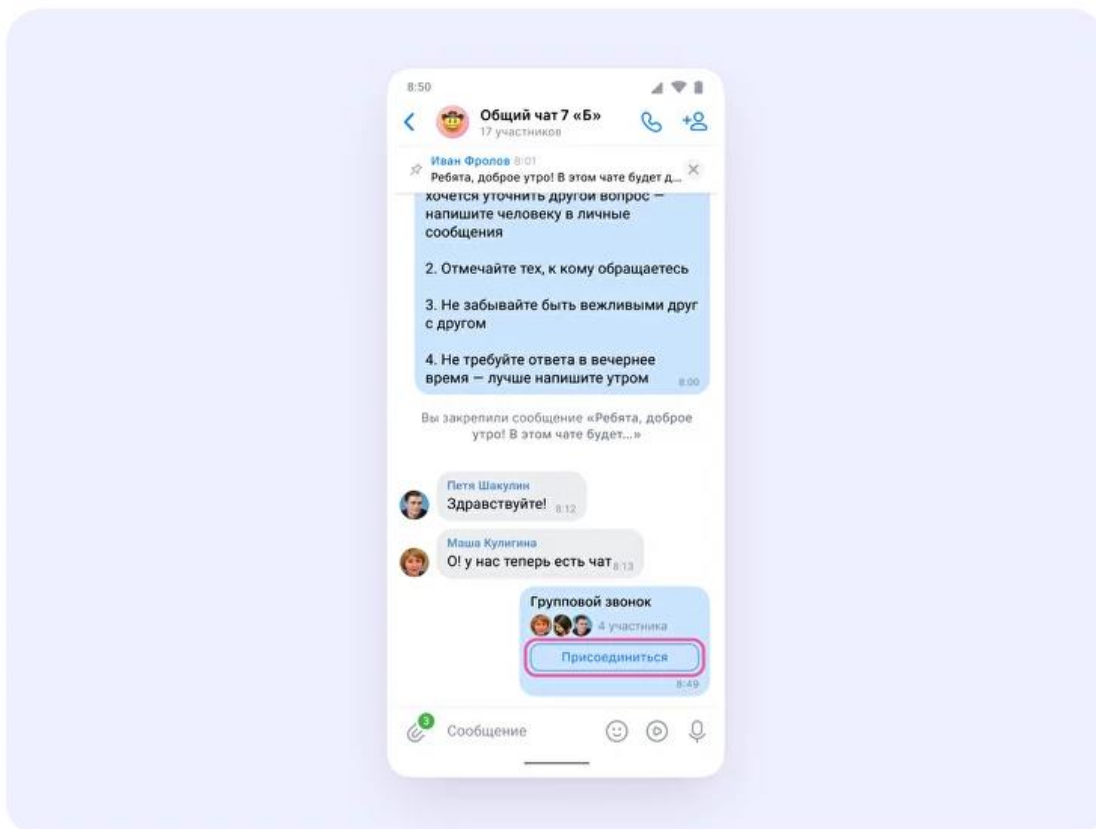 8:50
Общий чат 7 «Б»
17 участников
Иван Фролов 8:01
Ребята, доброе утро! В этом чате будет д...
хочется уточнить другой вопрос —
напишите человеку в личные
сообщения
2. Отмечайте тех, к кому обращаетесь
3. Не забывайте быть вежливыми друг
с другом
4. Не требуйте ответа в вечернее
время — лучше напишите утром 8:00
Вы закрепили сообщение «Ребята, доброе
утро! В этом чате будет...»
Петя Шакулин
Здравствуйте! 8:12
Маша Кулигина
О! у нас теперь есть чат 8:13
Групповой звонок
4 участника
Присоединиться
8:49
3
Сообщение